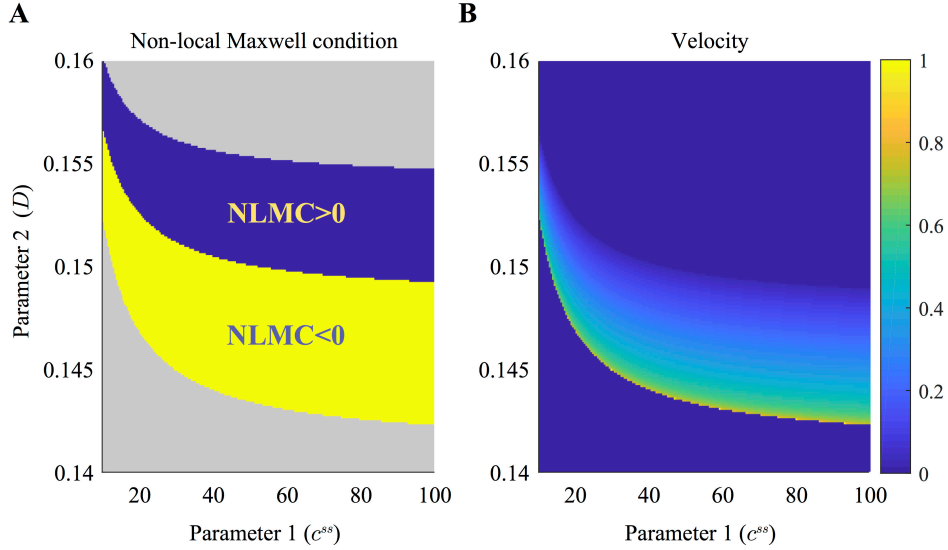 A
Non-local Maxwell condition
0.16
0.155
0.15
0.145
0.14
Parameter 2 (D)
NLMC>0
NLMC<0
20
40
60
80
100
Parameter 1 (c^{ss})
B
Velocity
0.16
0.155
0.15
0.145
0.14
20
40
60
80
100
Parameter 1 (c^{ss})
1
0.8
0.6
0.4
0.2
0